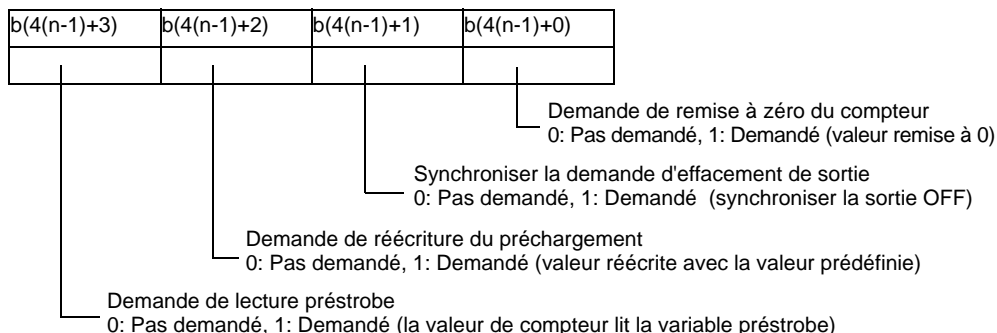 b(4(n-1)+3) b(4(n-1)+2) b(4(n-1)+1) b(4(n-1)+0)
Demande de remise à zéro du compteur
0: Pas demandé, 1: Demandé (valeur remise à 0)
Synchroniser la demande d'effacement de sortie
0: Pas demandé, 1: Demandé (synchroniser la sortie OFF)
Demande de réécriture du préchargement
0: Pas demandé, 1: Demandé (valeur réécrite avec la valeur prédéfinie)
Demande de lecture préstrobe
0: Pas demandé, 1: Demandé (la valeur de compteur lit la variable préstrobe)